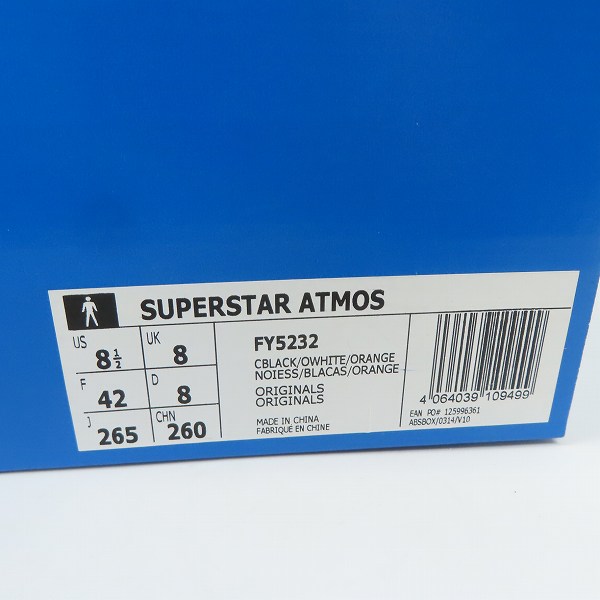 SUPERSTAR ATMOS
US 8½ UK 8
F 42 D 8
J 265 CHN 260
FY5232
CBLACK/OWHITE/ORANGE
NOIESS/BLACAS/ORANGE
ORIGINALS
ORIGINALS
MADE IN CHINA
FABRIQUE EN CHINE
4 064039 109499
EAN PO# 125996361
ABSBOX/0314/V10